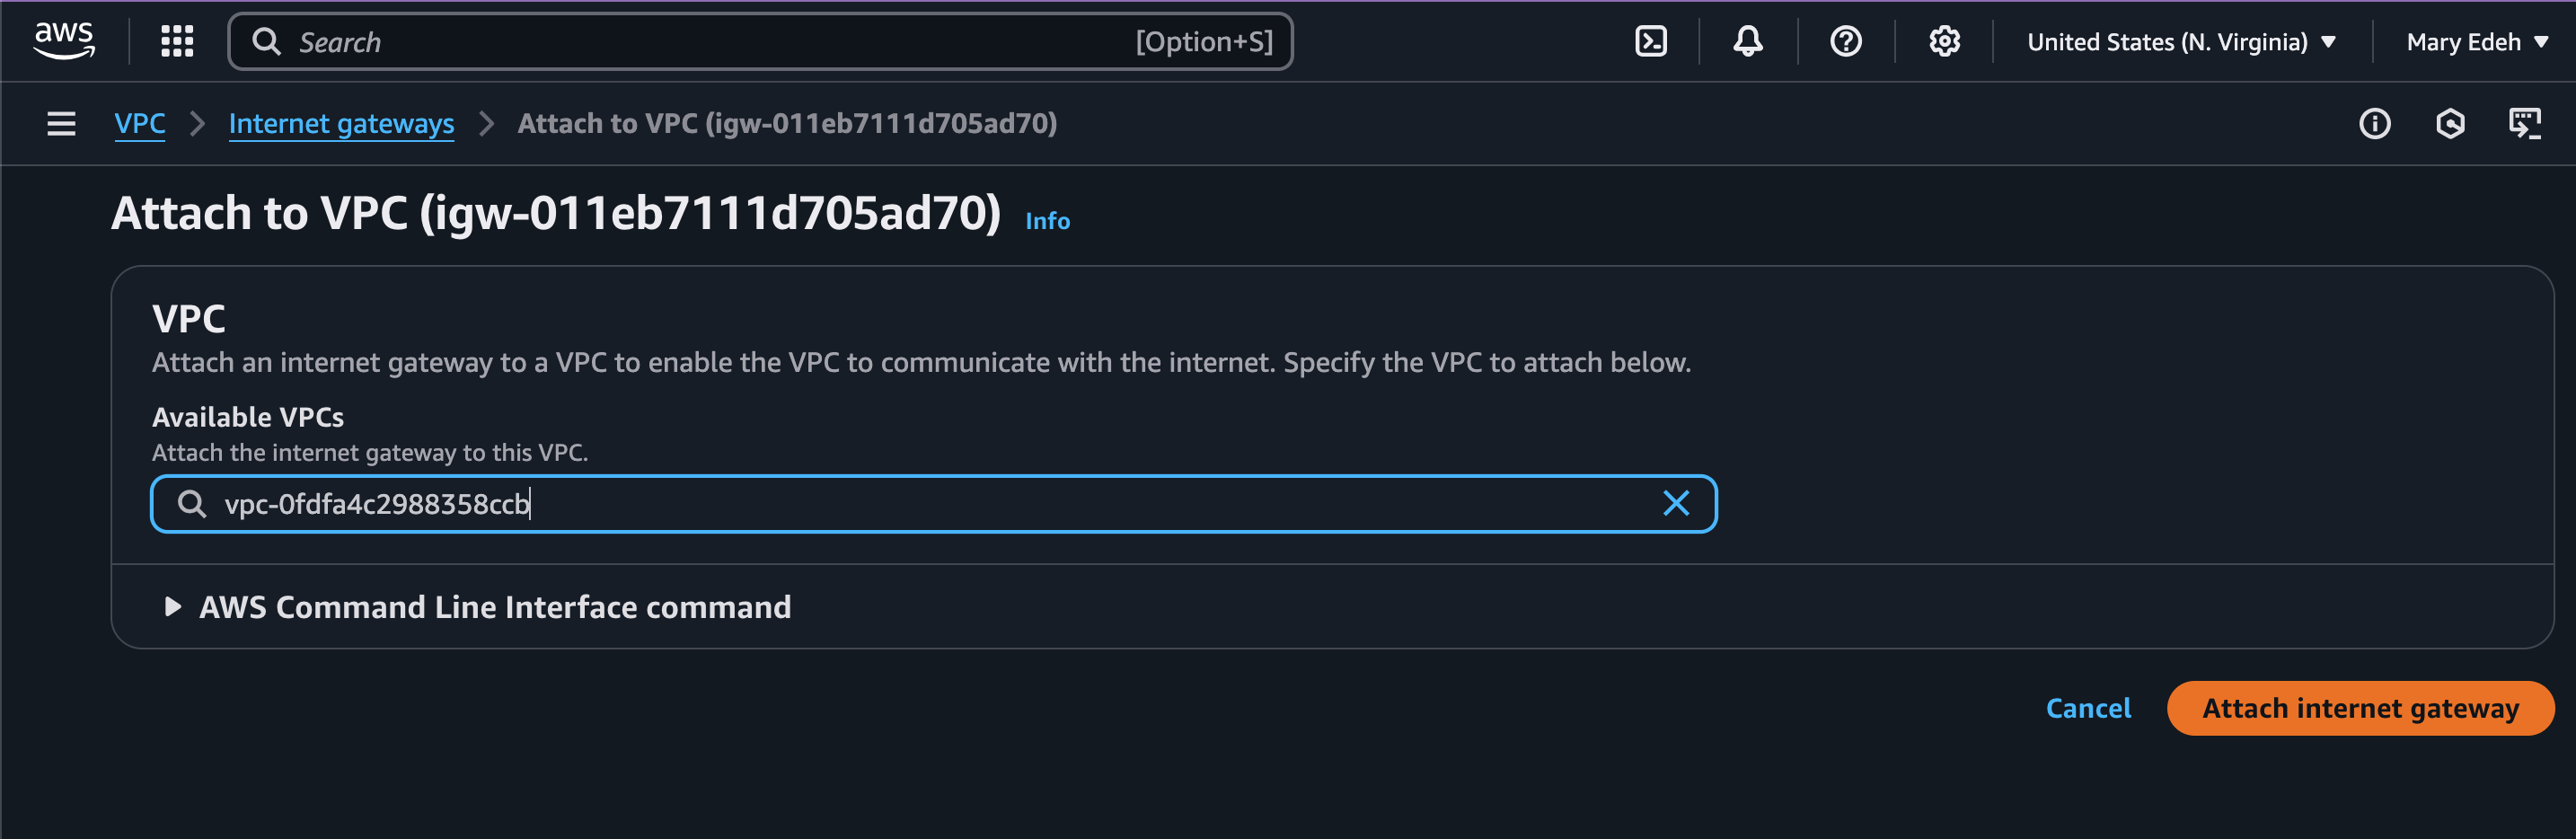 aws
Search [Option+S] United States (N. Virginia) Mary Edeh
VPC Internet gateways Attach to VPC (igw-011eb7111d705ad70)
Attach to VPC (igw-011eb7111d705ad70) Info
VPC
Attach an internet gateway to a VPC to enable the VPC to communicate with the internet. Specify the VPC to attach below.
Available VPCs
Attach the internet gateway to this VPC.
vpc-0fdfa4c2988358ccb
AWS Command Line Interface command
Cancel Attach internet gateway